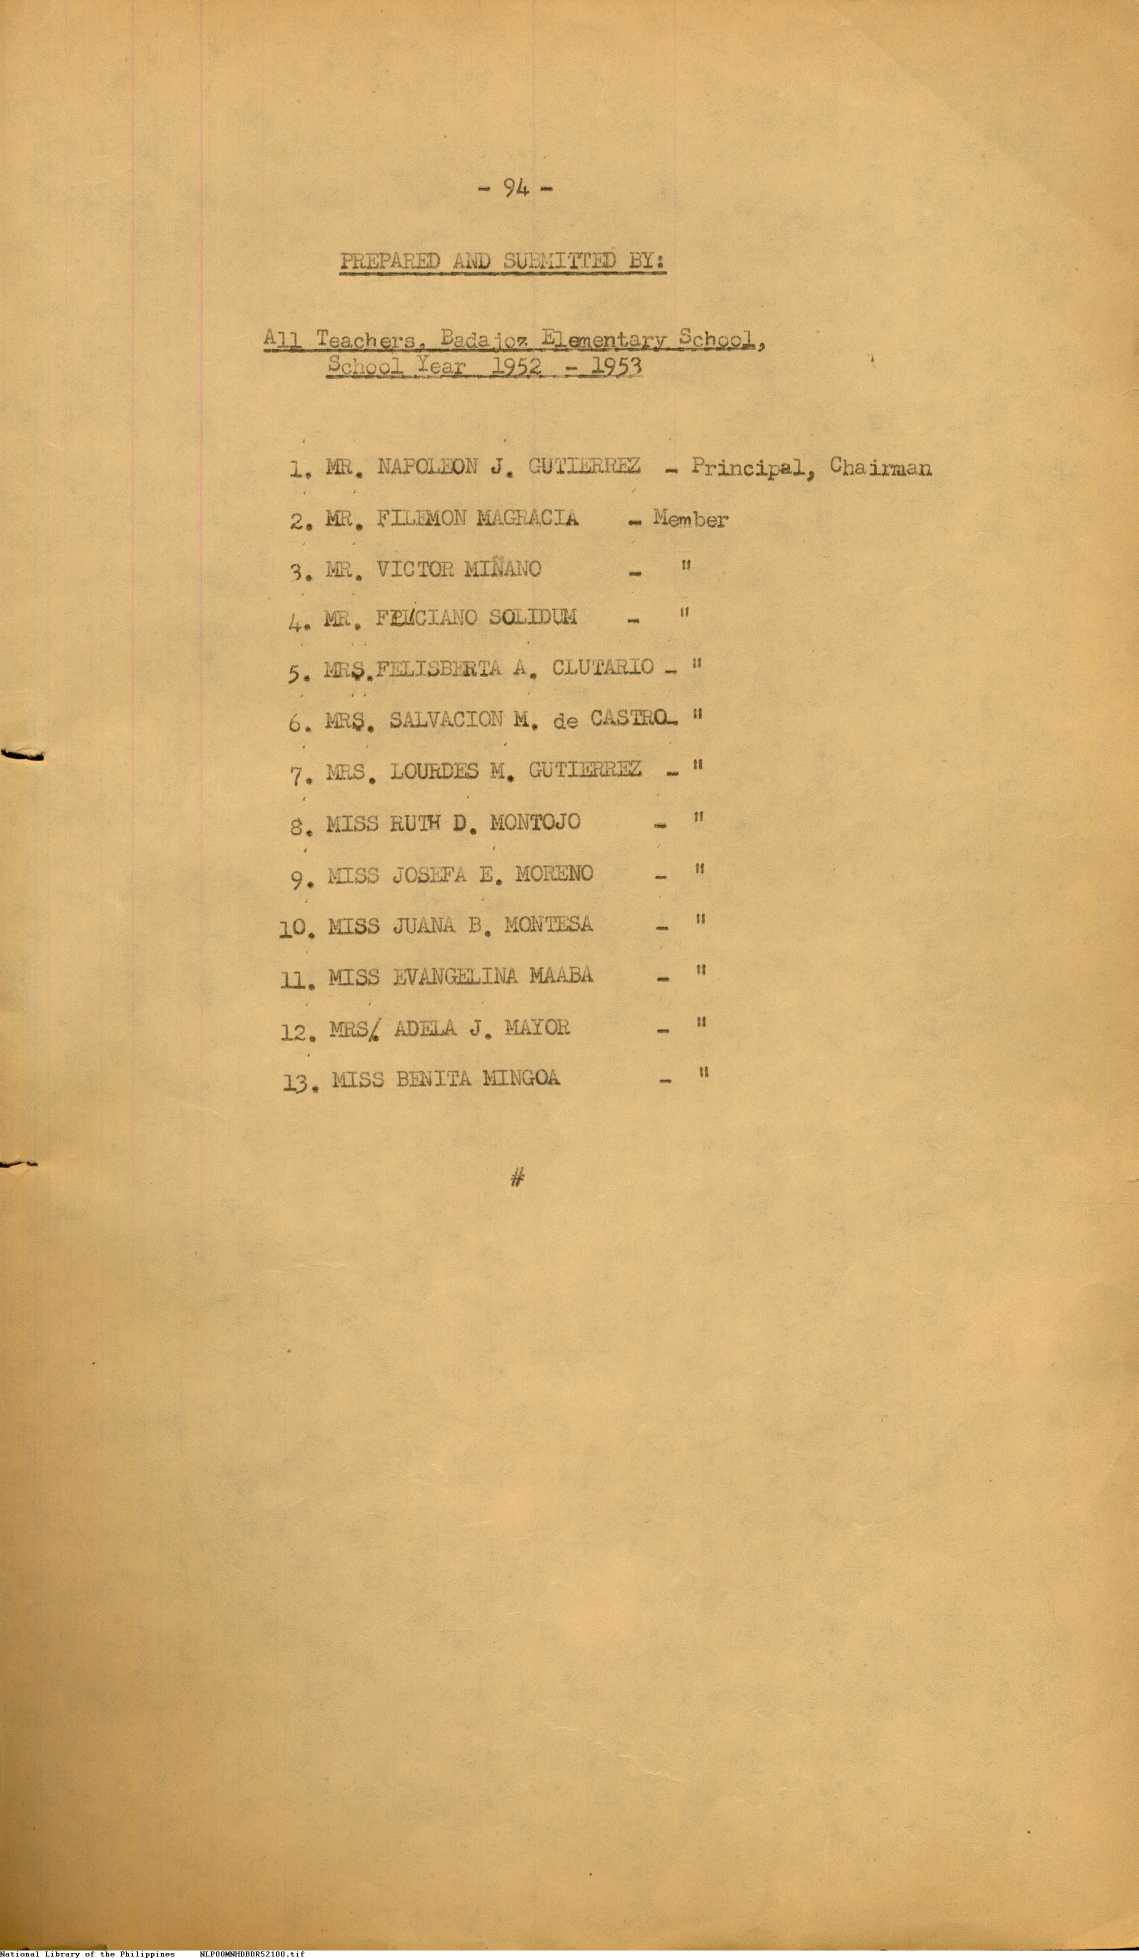 - 94 -
PREPARED AND SUBMITTED BY:
All Teachers, Badajoz Elementary School,
School Year 1952 - 1953
1. MR. NAPOLEON J. GUTIERREZ - Principal, Chairman
2. MR. FILEMON MAGRACIA - Member
3. MR. VICTOR MIÑANO - "
4. MR. FELICIANO SOLIDUM - "
5. MRS.FELISBERTA A. CLUTARIO - "
6. MRS. SALVACION M. de CASTRO- "
7. MRS. LOURDES M. GUTIERREZ - "
8. MISS RUTH D. MONTOJO - "
9. MISS JOSEFA E. MORENO - "
10. MISS JUANA B. MONTESA - "
11. MISS EVANGELINA MAABA - "
12. MRS/. ADELA J. MAYOR - "
13. MISS BENITA MINGOA - "
#
National Library of the Philippines NLP00MNHDBDR52100.tif